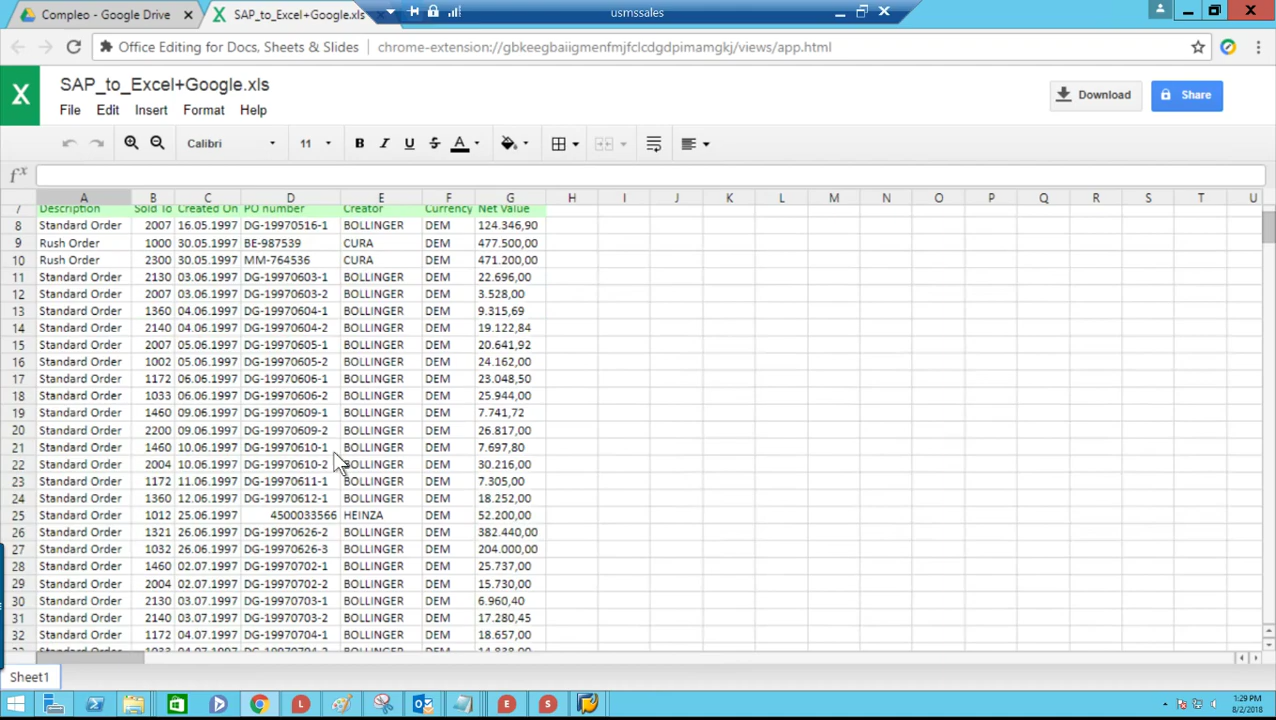 Compleo - Google Drive
SAP_to_Excel+Google.xls
usmssales
Office Editing for Docs, Sheets & Slides
chrome-extension://gbkeegbaiigmenfmjfclcdgdpimamgkj/views/app.html
X
SAP_to_Excel+Google.xls
File Edit Insert Format Help
Download
Share
Calibri 11 B I U S A
fx
A B C D E F G H I J K L M N O P Q R S T U
7 Description Sold To Created On PO number Creator Currency Net Value
8 Standard Order 2007 16.05.1997 DG-19970516-1 BOLLINGER DEM 124.346,90
9 Rush Order 1000 30.05.1997 BE-987539 CURA DEM 477.500,00
10 Rush Order 2300 30.05.1997 MM-764536 CURA DEM 471.200,00
11 Standard Order 2130 03.06.1997 DG-19970603-1 BOLLINGER DEM 22.696,00
12 Standard Order 2007 03.06.1997 DG-19970603-2 BOLLINGER DEM 3.528,00
13 Standard Order 1360 04.06.1997 DG-19970604-1 BOLLINGER DEM 9.315,69
14 Standard Order 2140 04.06.1997 DG-19970604-2 BOLLINGER DEM 19.122,84
15 Standard Order 2007 05.06.1997 DG-19970605-1 BOLLINGER DEM 20.641,92
16 Standard Order 1002 05.06.1997 DG-19970605-2 BOLLINGER DEM 24.162,00
17 Standard Order 1172 06.06.1997 DG-19970606-1 BOLLINGER DEM 23.048,50
18 Standard Order 1033 06.06.1997 DG-19970606-2 BOLLINGER DEM 25.944,00
19 Standard Order 1460 09.06.1997 DG-19970609-1 BOLLINGER DEM 7.741,72
20 Standard Order 2200 09.06.1997 DG-19970609-2 BOLLINGER DEM 26.817,00
21 Standard Order 1460 10.06.1997 DG-19970610-1 BOLLINGER DEM 7.697,80
22 Standard Order 2004 10.06.1997 DG-19970610-2 BOLLINGER DEM 30.216,00
23 Standard Order 1172 11.06.1997 DG-19970611-1 BOLLINGER DEM 7.305,00
24 Standard Order 1360 12.06.1997 DG-19970612-1 BOLLINGER DEM 18.252,00
25 Standard Order 1012 25.06.1997 4500033566 HEINZA DEM 52.200,00
26 Standard Order 1321 26.06.1997 DG-19970626-2 BOLLINGER DEM 382.440,00
27 Standard Order 1032 26.06.1997 DG-19970626-3 BOLLINGER DEM 204.000,00
28 Standard Order 1460 02.07.1997 DG-19970702-1 BOLLINGER DEM 25.737,00
29 Standard Order 2004 02.07.1997 DG-19970702-2 BOLLINGER DEM 15.730,00
30 Standard Order 2130 03.07.1997 DG-19970703-1 BOLLINGER DEM 6.960,40
31 Standard Order 2140 03.07.1997 DG-19970703-2 BOLLINGER DEM 17.280,45
32 Standard Order 1172 04.07.1997 DG-19970704-1 BOLLINGER DEM 18.657,00
Sheet1
L E S
1:29 PM
8/2/2018